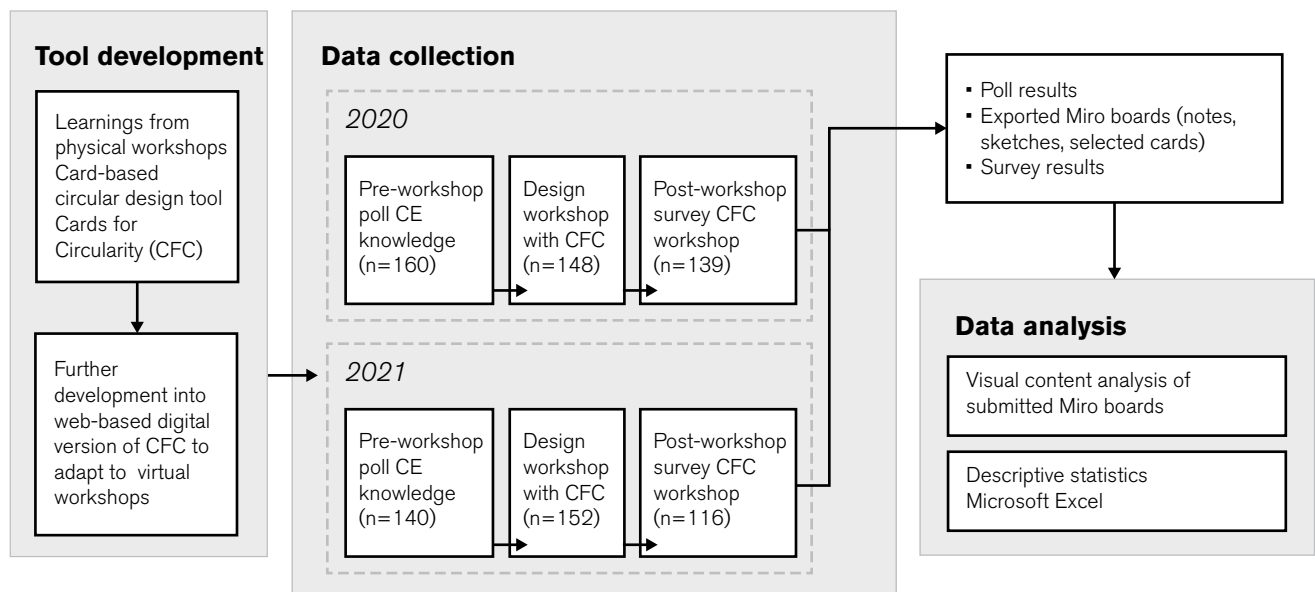 Tool development
Learnings from
physical workshops
Card-based
circular design tool
Cards for
Circularity (CFC)
Further
development into
web-based digital
version of CFC to
adapt to virtual
workshops
Data collection
2020
Pre-workshop
poll CE
knowledge
(n=160)
Design
workshop
with CFC
(n=148)
Post-workshop
survey CFC
workshop
(n=139)
2021
Pre-workshop
poll CE
knowledge
(n=140)
Design
workshop
with CFC
(n=152)
Post-workshop
survey CFC
workshop
(n=116)
▪ Poll results
▪ Exported Miro boards (notes,
sketches, selected cards)
▪ Survey results
Data analysis
Visual content analysis of
submitted Miro boards
Descriptive statistics
Microsoft Excel